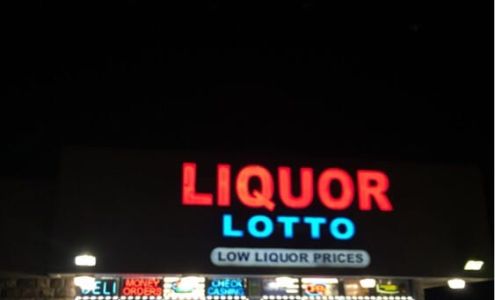 LIQUOR
LOTTO
LOW LIQUOR PRICES
DELI
MONEY ORDERS
CHECK CASHING